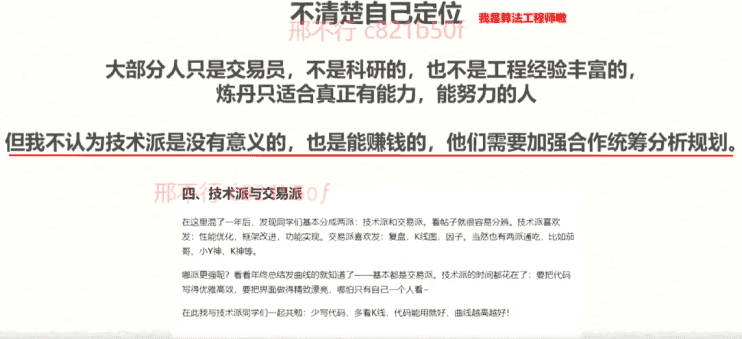 不清楚自己定位 我是算法工程师啦
邢不行 c821b50f
大部分人只是交易员，不是科研的，也不是工程经验丰富的，
炼丹只适合真正有能力，能努力的人
但我不认为技术派是没有意义的，也是能赚钱的，他们需要加强合作统筹分析规划。
邢不行 c821b50f
四、技术派与交易派
在这里混了一年后，发现同学们基本分成两派：技术派和交易派。看帖子就很容易分辨。技术派喜欢
发：性能优化，框架改进，功能实现。交易派喜欢发：复盘，K线图，因子。当然也有两派通吃，比如茄
哥、小Y神、K神等。
哪派更强呢？看看年终总结发曲线的就知道了——基本都是交易派。技术派的时间都花在了：要把代码
写得优雅高效，要把界面做得精致漂亮，哪怕只有自己一个人看~
在此我与技术派同学们一起共勉：少写代码，多看K线，代码能用就好，曲线越高越好！